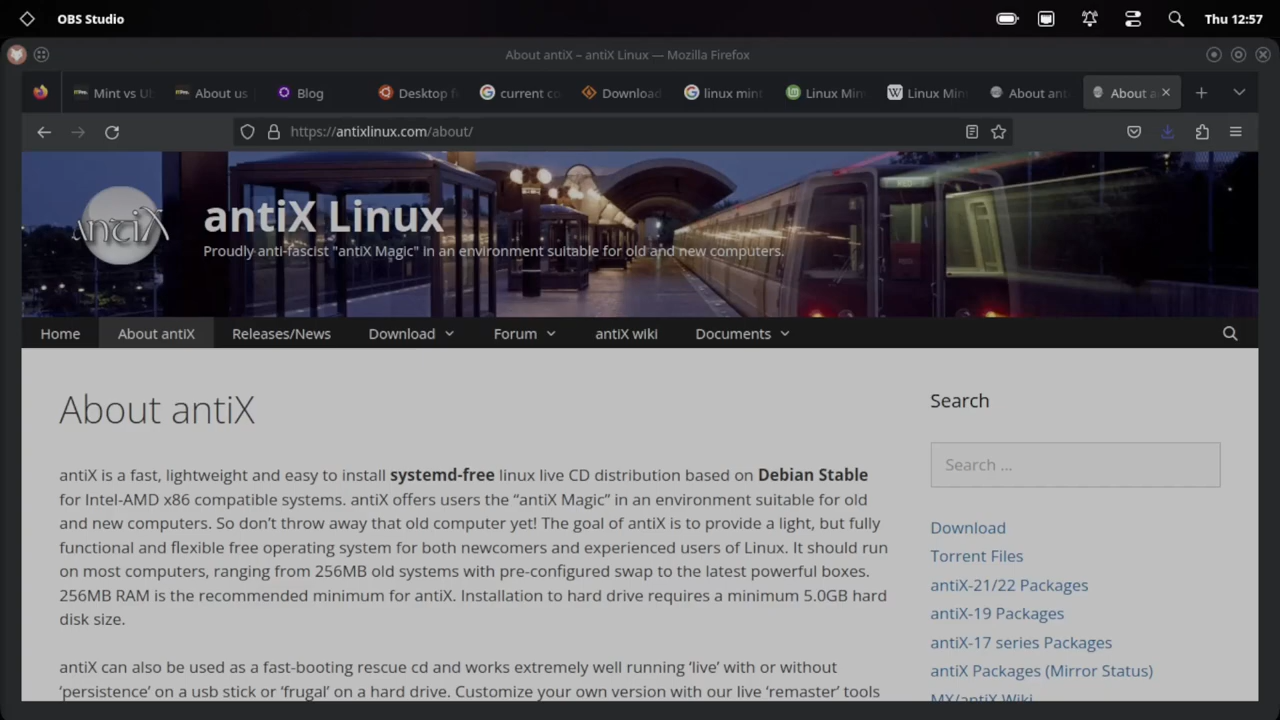 OBS Studio
Thu 12:57
About antiX – antiX Linux — Mozilla Firefox
Mint vs U
About us
Blog
Desktop f
current co
Download
linux mint
Linux Min
Linux Min
About ant
About a
https://antixlinux.com/about/
antiX
antiX Linux
Proudly anti-fascist "antiX Magic" in an environment suitable for old and new computers.
Home
About antiX
Releases/News
Download
Forum
antiX wiki
Documents
About antiX
antiX is a fast, lightweight and easy to install systemd-free linux live CD distribution based on Debian Stable
for Intel-AMD x86 compatible systems. antiX offers users the “antiX Magic” in an environment suitable for old
and new computers. So don’t throw away that old computer yet! The goal of antiX is to provide a light, but fully
functional and flexible free operating system for both newcomers and experienced users of Linux. It should run
on most computers, ranging from 256MB old systems with pre-configured swap to the latest powerful boxes.
256MB RAM is the recommended minimum for antiX. Installation to hard drive requires a minimum 5.0GB hard
disk size.
antiX can also be used as a fast-booting rescue cd and works extremely well running ‘live’ with or without
‘persistence’ on a usb stick or ‘frugal’ on a hard drive. Customize your own version with our live ‘remaster’ tools
Search
Search ...
Download
Torrent Files
antiX-21/22 Packages
antiX-19 Packages
antiX-17 series Packages
antiX Packages (Mirror Status)
MX/antiX Wiki